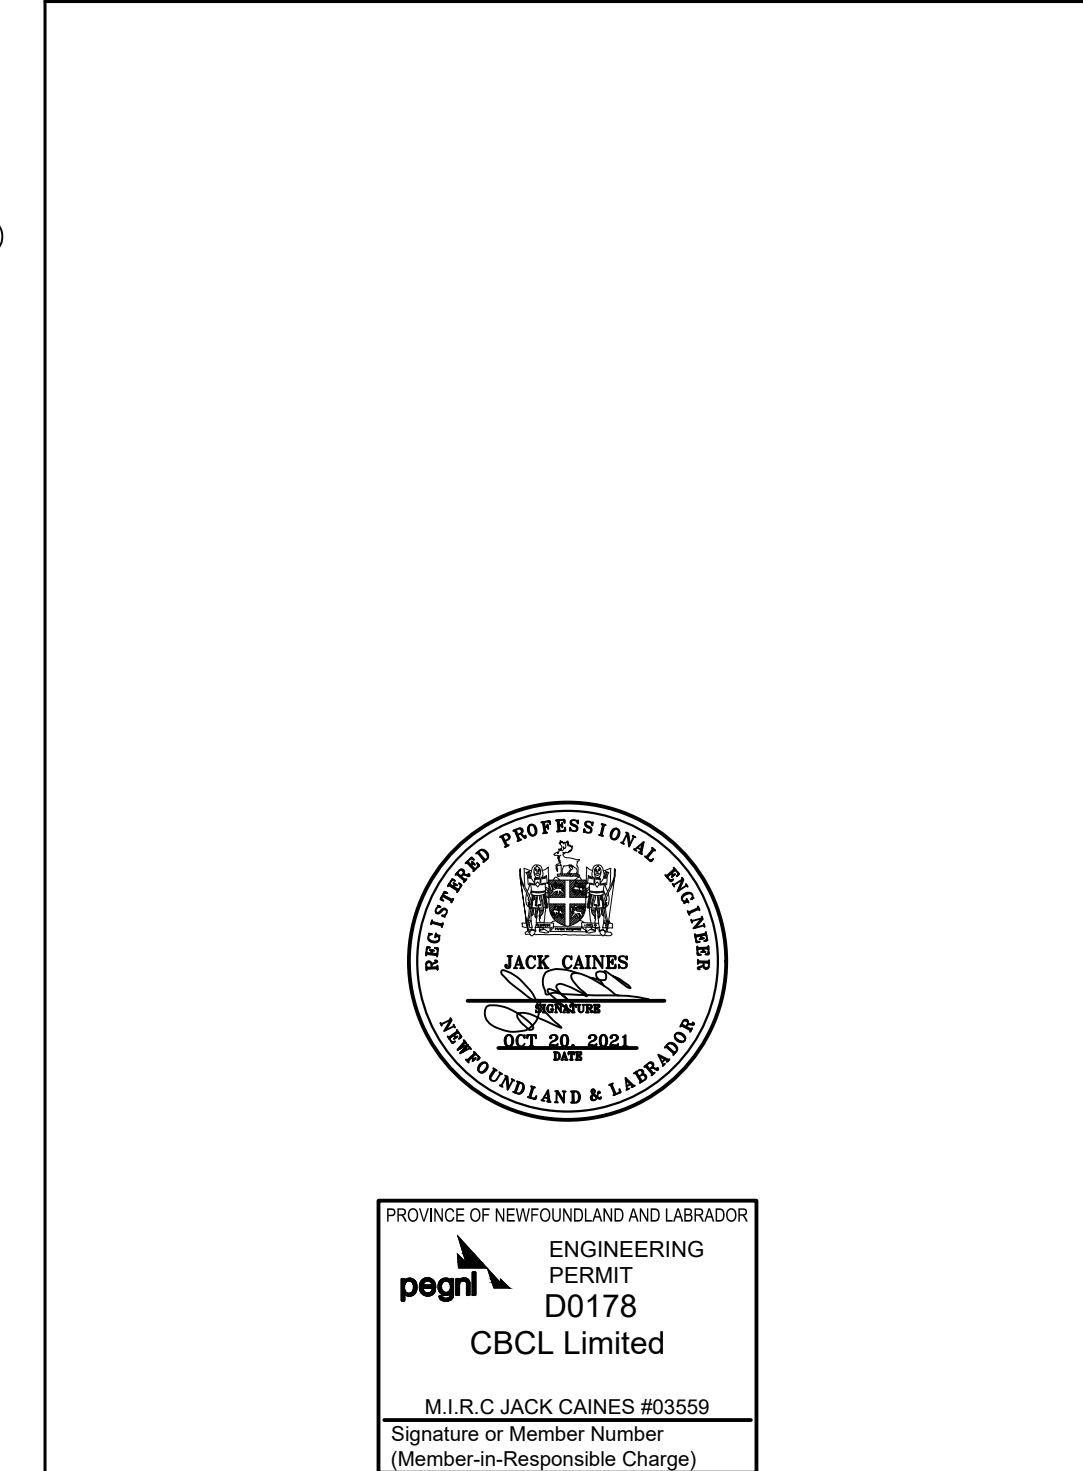 )
REGISTERED PROFESSIONAL ENGINEER
JACK CAINES
SIGNATURE
OCT 20, 2021
DATE
NEWFOUNDLAND & LABRADOR
PROVINCE OF NEWFOUNDLAND AND LABRADOR
pegnl
ENGINEERING
PERMIT
D0178
CBCL Limited
M.I.R.C JACK CAINES #03559
Signature or Member Number
(Member-in-Responsible Charge)